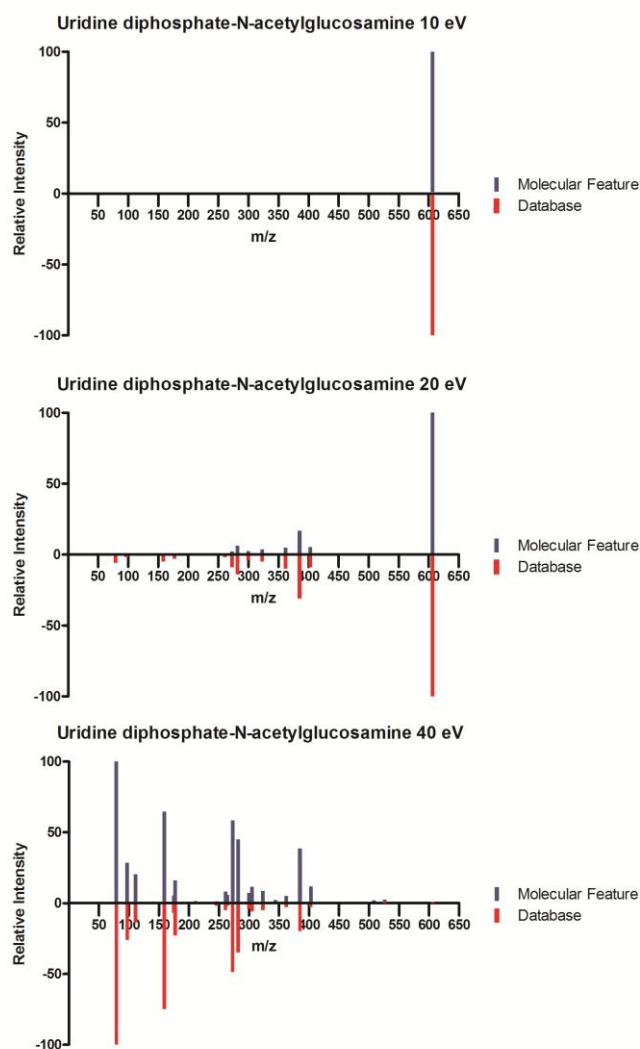 Uridine diphosphate-N-acetylglucosamine 10 eV
100
50
0
-50
-100
Relative Intensity
50 100 150 200 250 300 350 400 450 500 550 600 650
m/z
Molecular Feature
Database
Uridine diphosphate-N-acetylglucosamine 20 eV
100
50
0
-50
-100
Relative Intensity
50 100 150 200 250 300 350 400 450 500 550 600 650
m/z
Molecular Feature
Database
Uridine diphosphate-N-acetylglucosamine 40 eV
100
50
0
-50
-100
Relative Intensity
50 100 150 200 250 300 350 400 450 500 550 600 650
m/z
Molecular Feature
Database